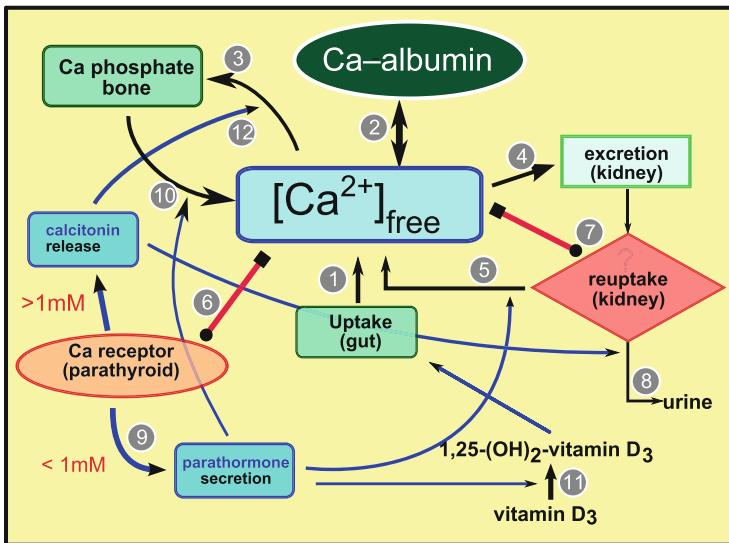 Ca–albumin
3
Ca phosphate
bone
2
12
4
excretion
(kidney)
10
[Ca²⁺]free
calcitonin
release
7
?
1
5
reuptake
(kidney)
>1mM
6
Uptake
(gut)
Ca receptor
(parathyroid)
8
urine
9
1,25-(OH)₂-vitamin D₃
< 1mM
parathormone
secretion
11
vitamin D₃